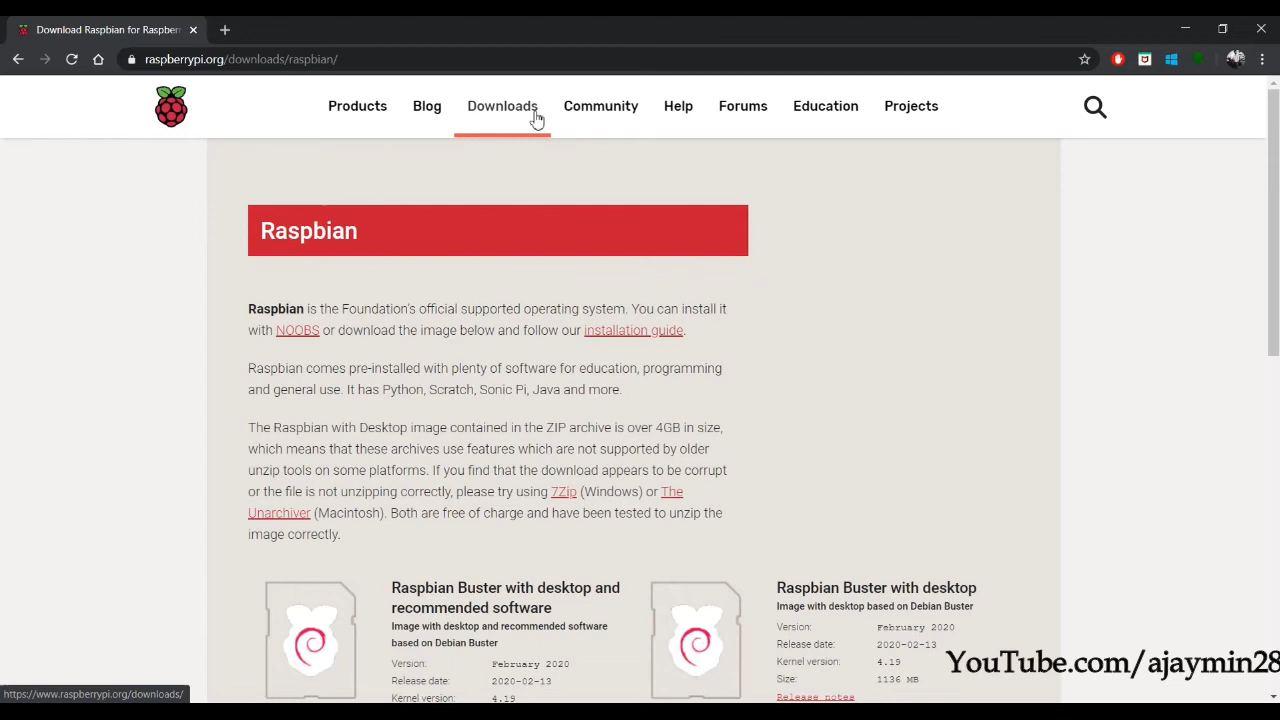 Download Raspbian for Raspberr
raspberrypi.org/downloads/raspbian/
Products Blog Downloads Community Help Forums Education Projects
Raspbian
Raspbian is the Foundation's official supported operating system. You can install it
with NOOBS or download the image below and follow our installation guide.
Raspbian comes pre-installed with plenty of software for education, programming
and general use. It has Python, Scratch, Sonic Pi, Java and more.
The Raspbian with Desktop image contained in the ZIP archive is over 4GB in size,
which means that these archives use features which are not supported by older
unzip tools on some platforms. If you find that the download appears to be corrupt
or the file is not unzipping correctly, please try using 7Zip (Windows) or The
Unarchiver (Macintosh). Both are free of charge and have been tested to unzip the
image correctly.
Raspbian Buster with desktop and
recommended software
Image with desktop and recommended software
based on Debian Buster
Version: February 2020
Release date: 2020-02-13
Kernel version: 4.19
Raspbian Buster with desktop
Image with desktop based on Debian Buster
Version: February 2020
Release date: 2020-02-13
Kernel version: 4.19
Size: 1136 MB
Release notes
YouTube.com/ajaymin28
https://www.raspberrypi.org/downloads/